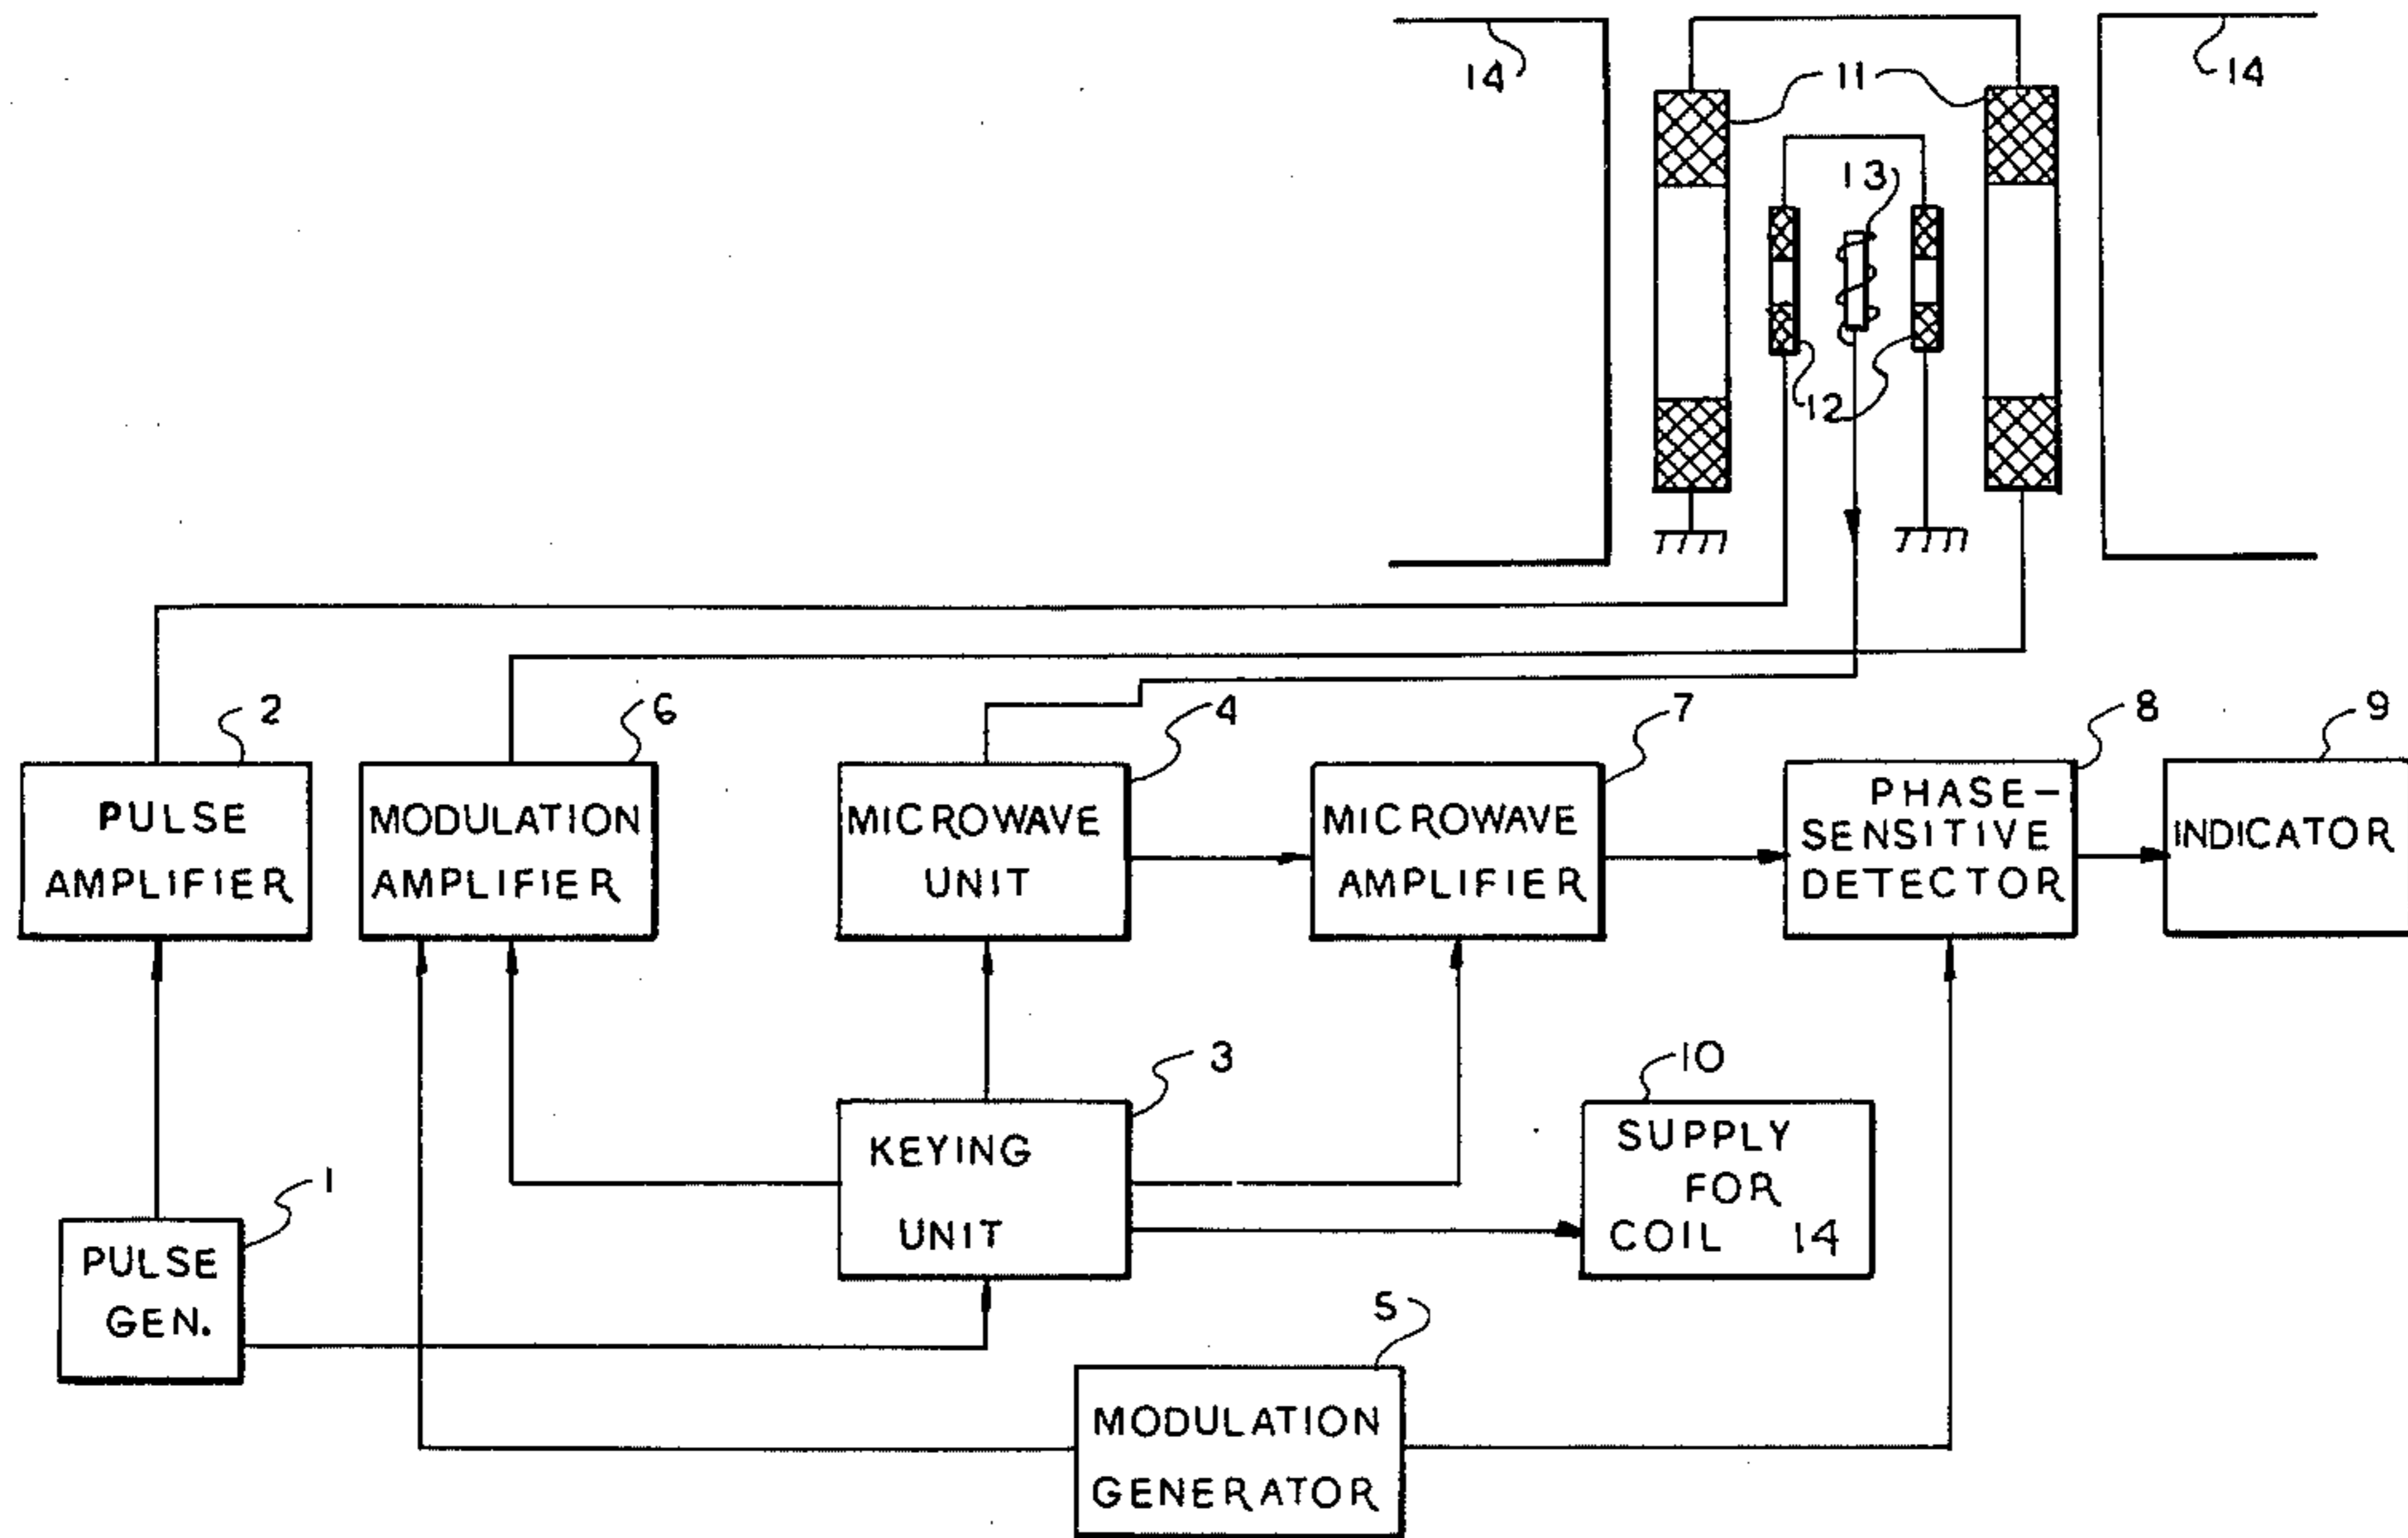 14
11
14
13
12
2
6
4
7
8
9
PULSE
AMPLIFIER
MODULATION
AMPLIFIER
MICROWAVE
UNIT
MICROWAVE
AMPLIFIER
PHASE-
SENSITIVE
DETECTOR
INDICATOR
3
10
KEYING
UNIT
SUPPLY
FOR
COIL 14
1
PULSE
GEN.
5
MODULATION
GENERATOR